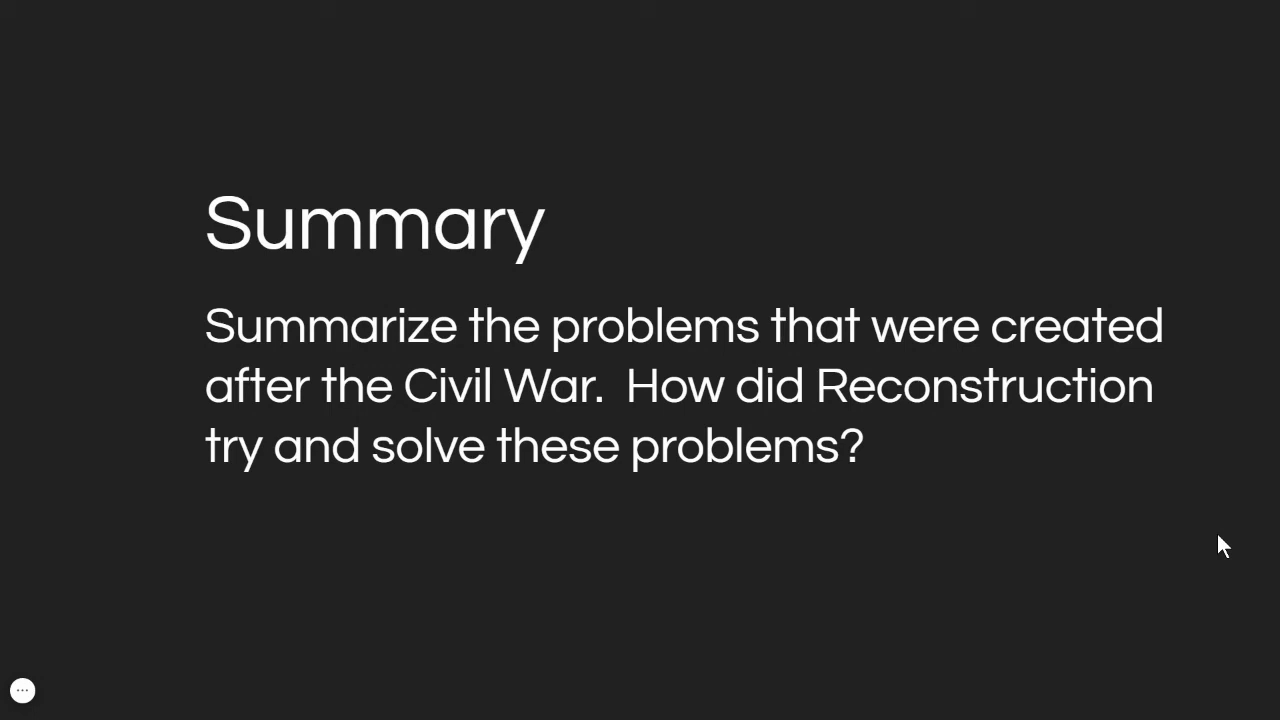 Summary
Summarize the problems that were created
after the Civil War.  How did Reconstruction
try and solve these problems?